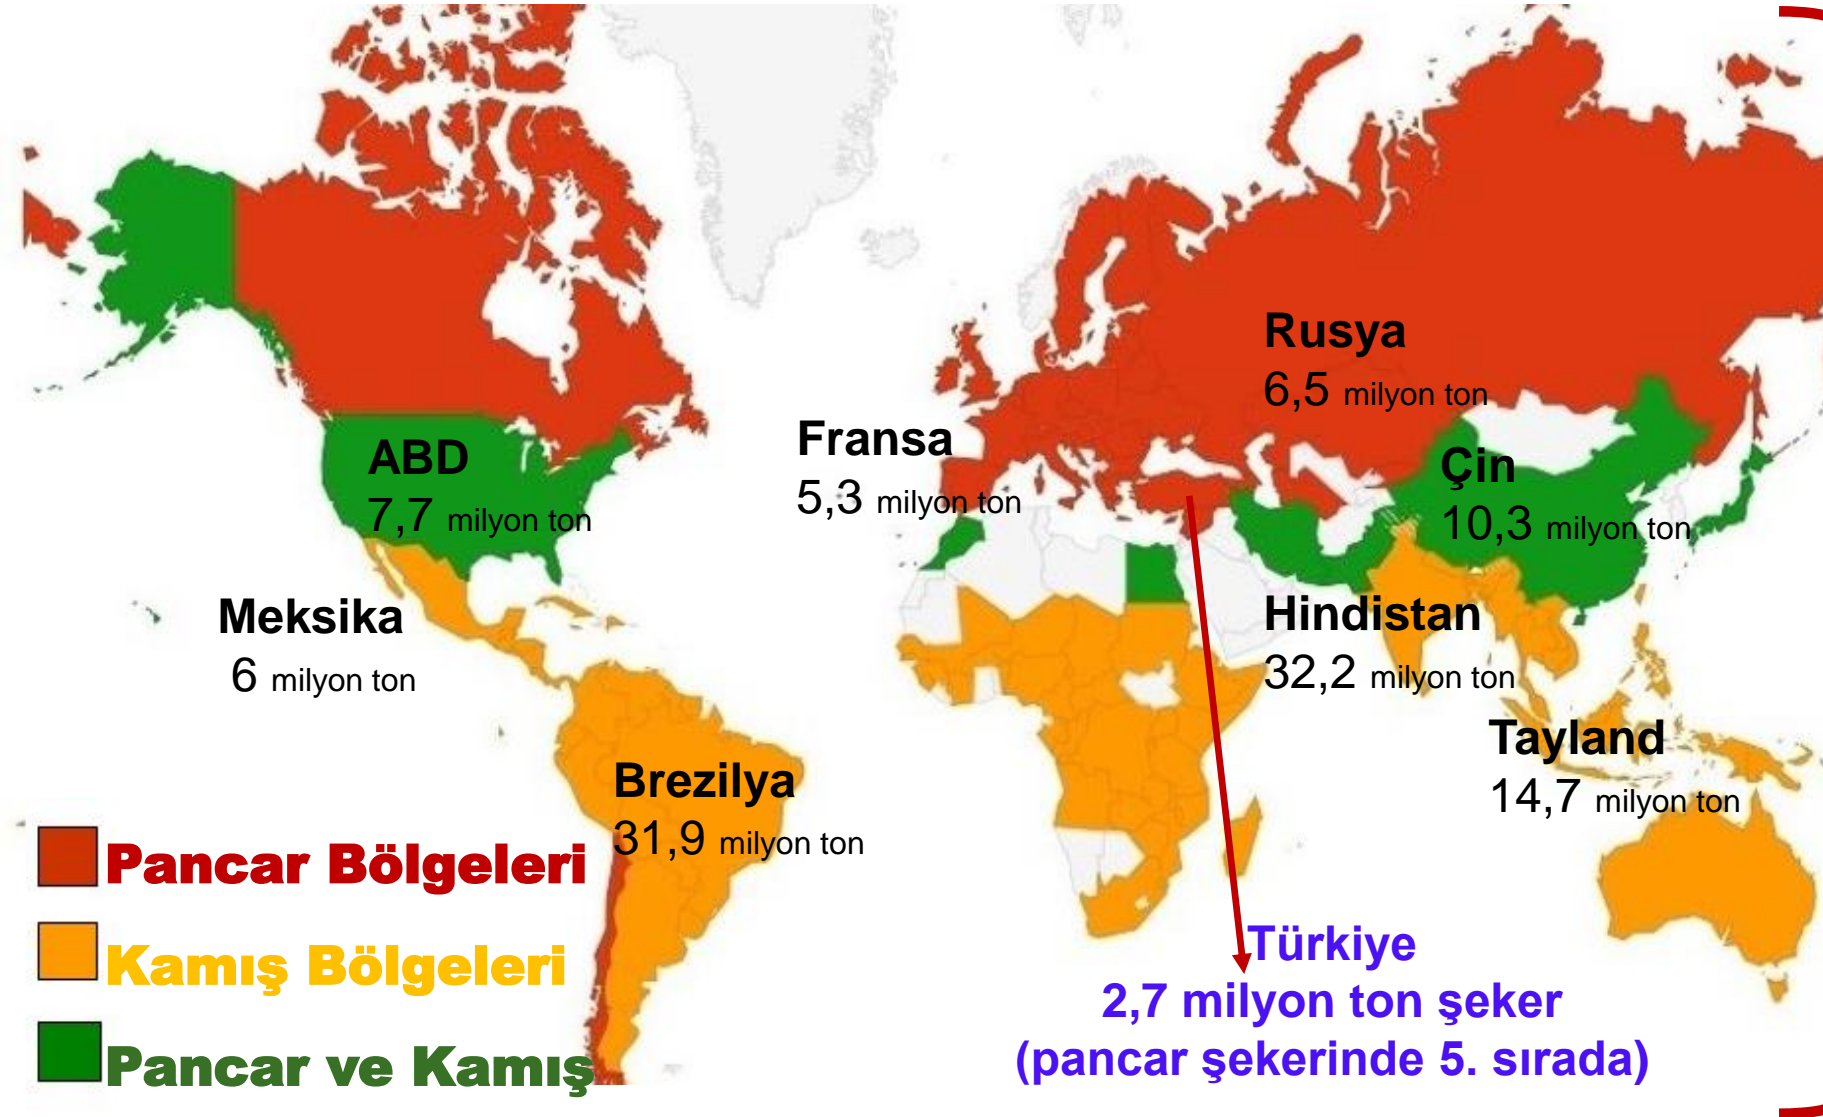 Rusya
6,5 milyon ton
Fransa
5,3 milyon ton
ABD
7,7 milyon ton
Çin
10,3 milyon ton
Meksika
6 milyon ton
Hindistan
32,2 milyon ton
Tayland
14,7 milyon ton
Brezilya
31,9 milyon ton
Pancar Bölgeleri
Kamış Bölgeleri
Pancar ve Kamış
Türkiye
2,7 milyon ton şeker
(pancar şekerinde 5. sırada)